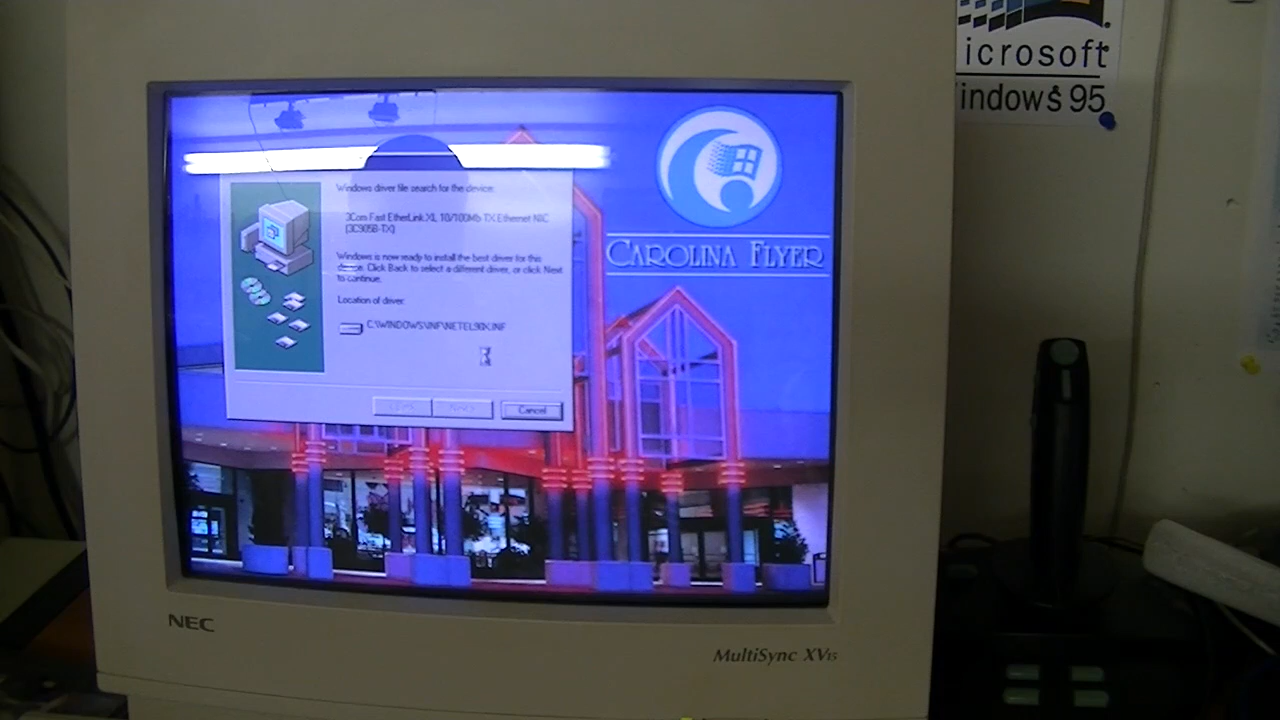 icrosoft
indows 95
Windows driver file search for the device:
3Com Fast EtherLink XL 10/100Mb TX Ethernet NIC
(3C905B-TX)
Windows is now ready to install the best driver for this
device. Click Back to select a different driver, or click Next
to continue.
Location of driver:
C:\WINDOWS\INF\NETEL90X.INF
Cancel
CAROLINA FLYER
NEC
MultiSync XV15